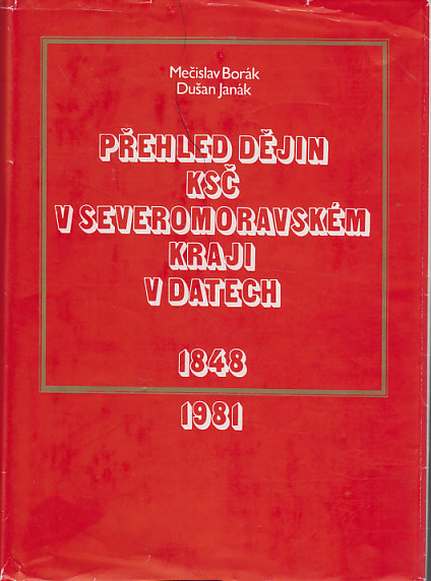 Mečislav Borák
Dušan Janák
PŘEHLED DĚJIN
KSČ
V SEVEROMORAVSKÉM
KRAJI
V DATECH
1848
1981